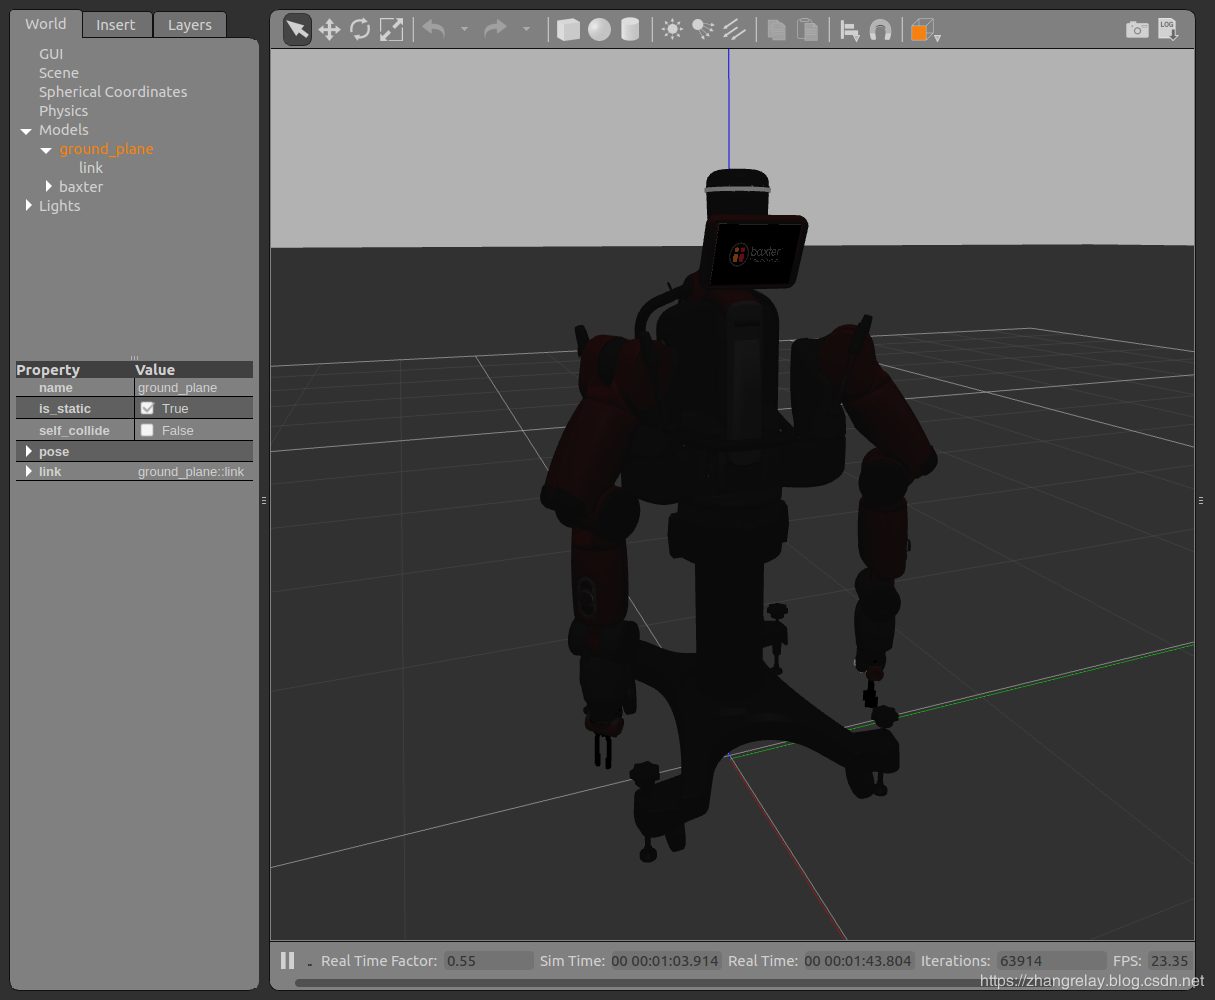 World Insert Layers
GUI
Scene
Spherical Coordinates
Physics
Models
ground_plane
link
baxter
Lights
Property Value
name ground_plane
is_static True
self_collide False
pose
link ground_plane::link
LOG
baxter
Real Time Factor: 0.55 Sim Time: 00 00:01:03.914 Real Time: 00 00:01:43.804 Iterations: 63914 FPS: 23.35
https://zhangrelay.blog.csdn.net